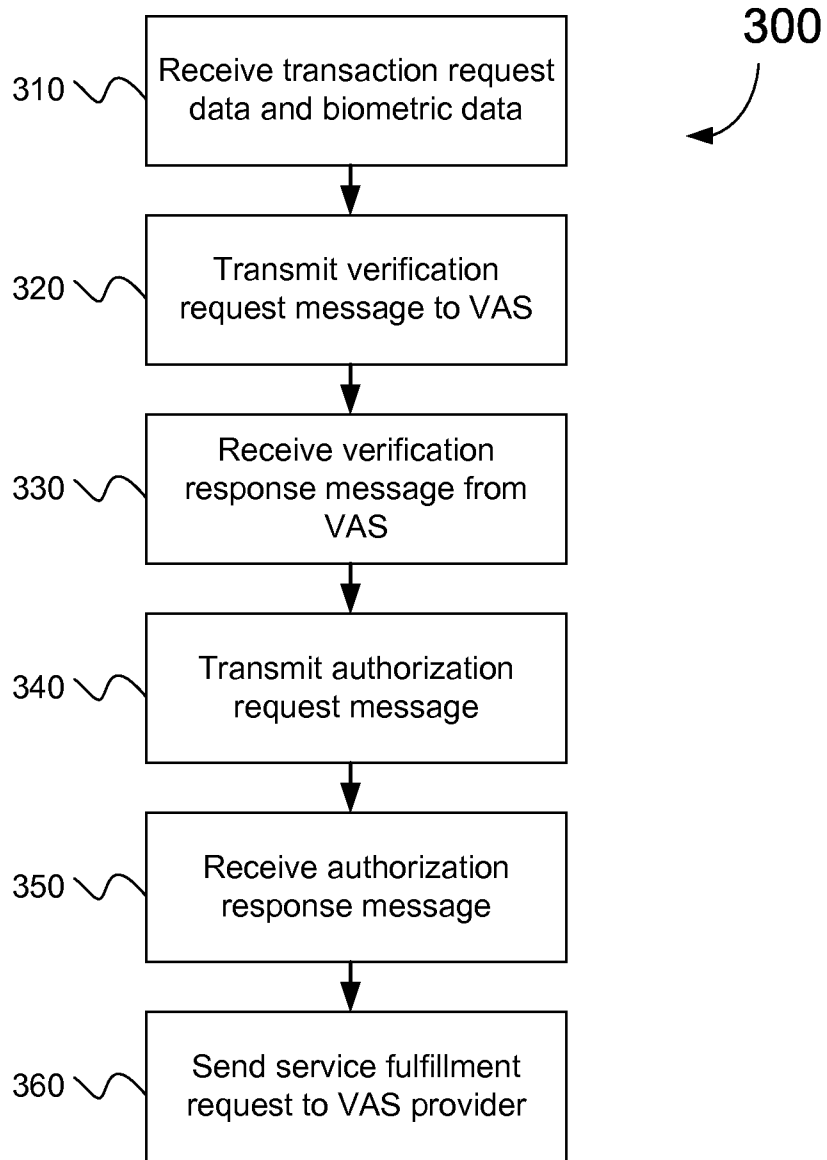 300
310
Receive transaction request
data and biometric data
320
Transmit verification
request message to VAS
330
Receive verification
response message from
VAS
340
Transmit authorization
request message
350
Receive authorization
response message
360
Send service fulfillment
request to VAS provider